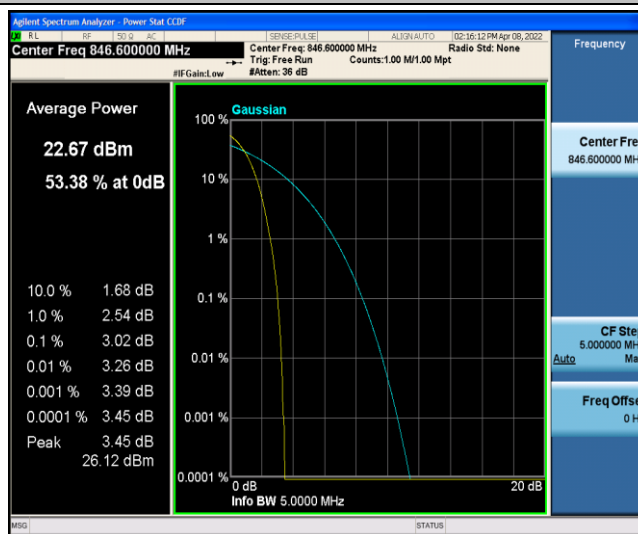 Agilent Spectrum Analyzer - Power Stat CCDF
RL RF 50 Ω AC SENSE:PULSE ALIGN AUTO 02:16:12 PM Apr 08, 2022
Center Freq 846.600000 MHz
Center Freq: 846.600000 MHz Radio Std: None
Trig: Free Run Counts:1.00 M/1.00 Mpt
#IFGain:Low #Atten: 36 dB
Frequency
Average Power
22.67 dBm
53.38 % at 0dB
10.0 % 1.68 dB
1.0 % 2.54 dB
0.1 % 3.02 dB
0.01 % 3.26 dB
0.001 % 3.39 dB
0.0001 % 3.45 dB
Peak 3.45 dB
26.12 dBm
Gaussian
100 %
10 %
1 %
0.1 %
0.01 %
0.001 %
0.0001 %
0 dB 20 dB
Info BW 5.0000 MHz
Center Fre
846.600000 MH
CF Ste
5.000000 MH
Auto Ma
Freq Offse
0 H
MSG STATUS